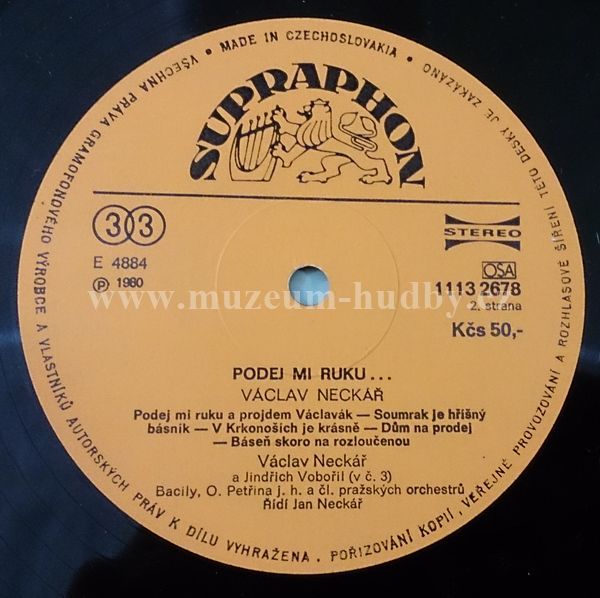 VŠECHNA PRÁVA GRAMOFONOVÉHO VÝROBCE A VLASTNÍKŮ AUTORSKÝCH PRÁV K DÍLU VYHRAŽENA . POŘIZOVÁNÍ KOPIÍ, VEŘEJNÉ PROVOZOVÁNÍ A ROZHLASOVÉ ŠÍŘENÍ TÉTO DESKY JE ZAKÁZÁNO
• MADE IN CZECHOSLOVAKIA •
SUPRAPHON
33
STEREO
E 4884
OSA
Ⓟ 1980
1113 2678
2. strana
www.muzeum-hudby.cz
Kčs 50,-
PODEJ MI RUKU...
VÁCLAV NECKÁŘ
Podej mi ruku a projdem Václavák — Soumrak je hříšný
básník — V Krkonoších je krásně — Dům na prodej
— Báseň skoro na rozloučenou
Václav Neckář
a Jindřich Vobořil (v č. 3)
Bacily, O. Petřina j. h. a čl. pražských orchestrů
Řídí Jan Neckář